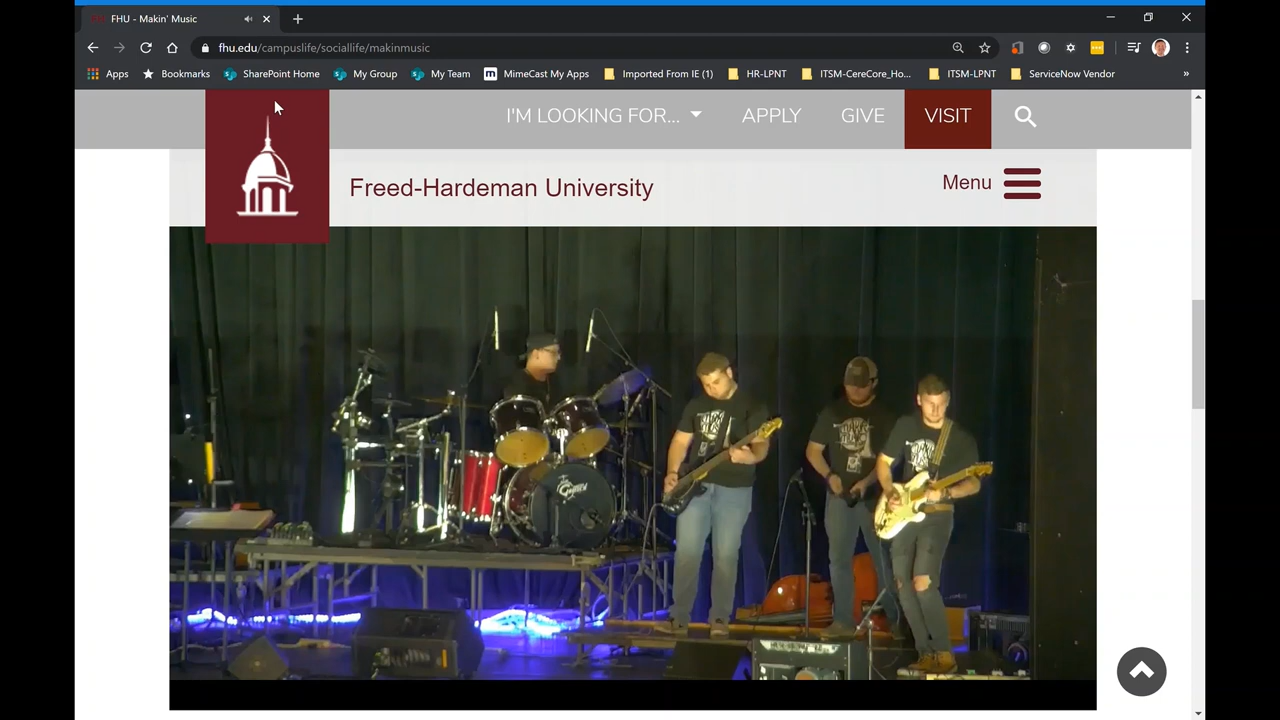 FHU - Makin' Music
fhu.edu/campuslife/sociallife/makinmusic
Apps Bookmarks SharePoint Home My Group My Team MimeCast My Apps Imported From IE (1) HR-LPNT ITSM-CereCore_Ho... ITSM-LPNT ServiceNow Vendor »
I'M LOOKING FOR... APPLY GIVE VISIT
Freed-Hardeman University
Menu
Gretsch